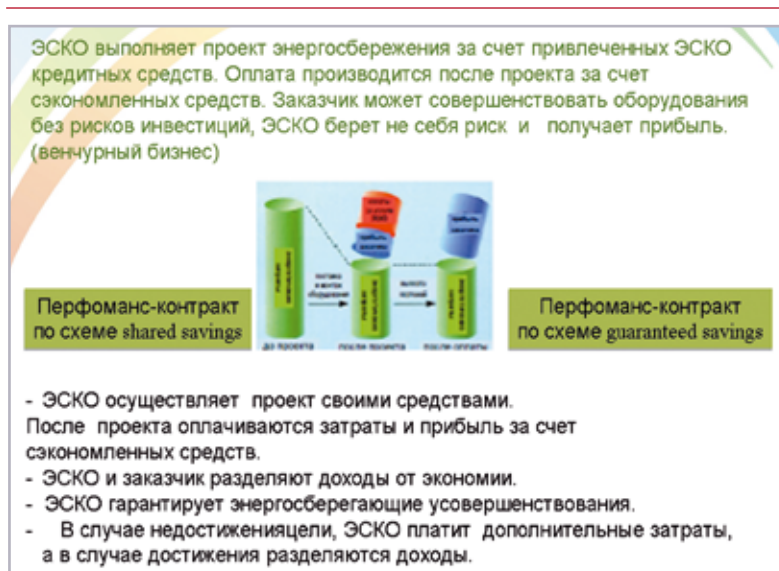 ЭСКО выполняет проект энергосбережения за счет привлеченных ЭСКО
кредитных средств. Оплата производится после проекта за счет
сэкономленных средств. Заказчик может совершенствовать оборудования
без рисков инвестиций, ЭСКО берет не себя риск и получает прибыль.
(венчурный бизнес)
прибыль
Перфоманс-контракт
по схеме shared savings
Перфоманс-контракт
по схеме guaranteed savings
до проекта после проекта после оплаты
- ЭСКО осуществляет проект своими средствами.
После проекта оплачиваются затраты и прибыль за счет
сэкономленных средств.
- ЭСКО и заказчик разделяют доходы от экономии.
- ЭСКО гарантирует энергосберегающие усовершенствования.
- В случае недостиженияцели, ЭСКО платит дополнительные затраты,
а в случае достижения разделяются доходы.